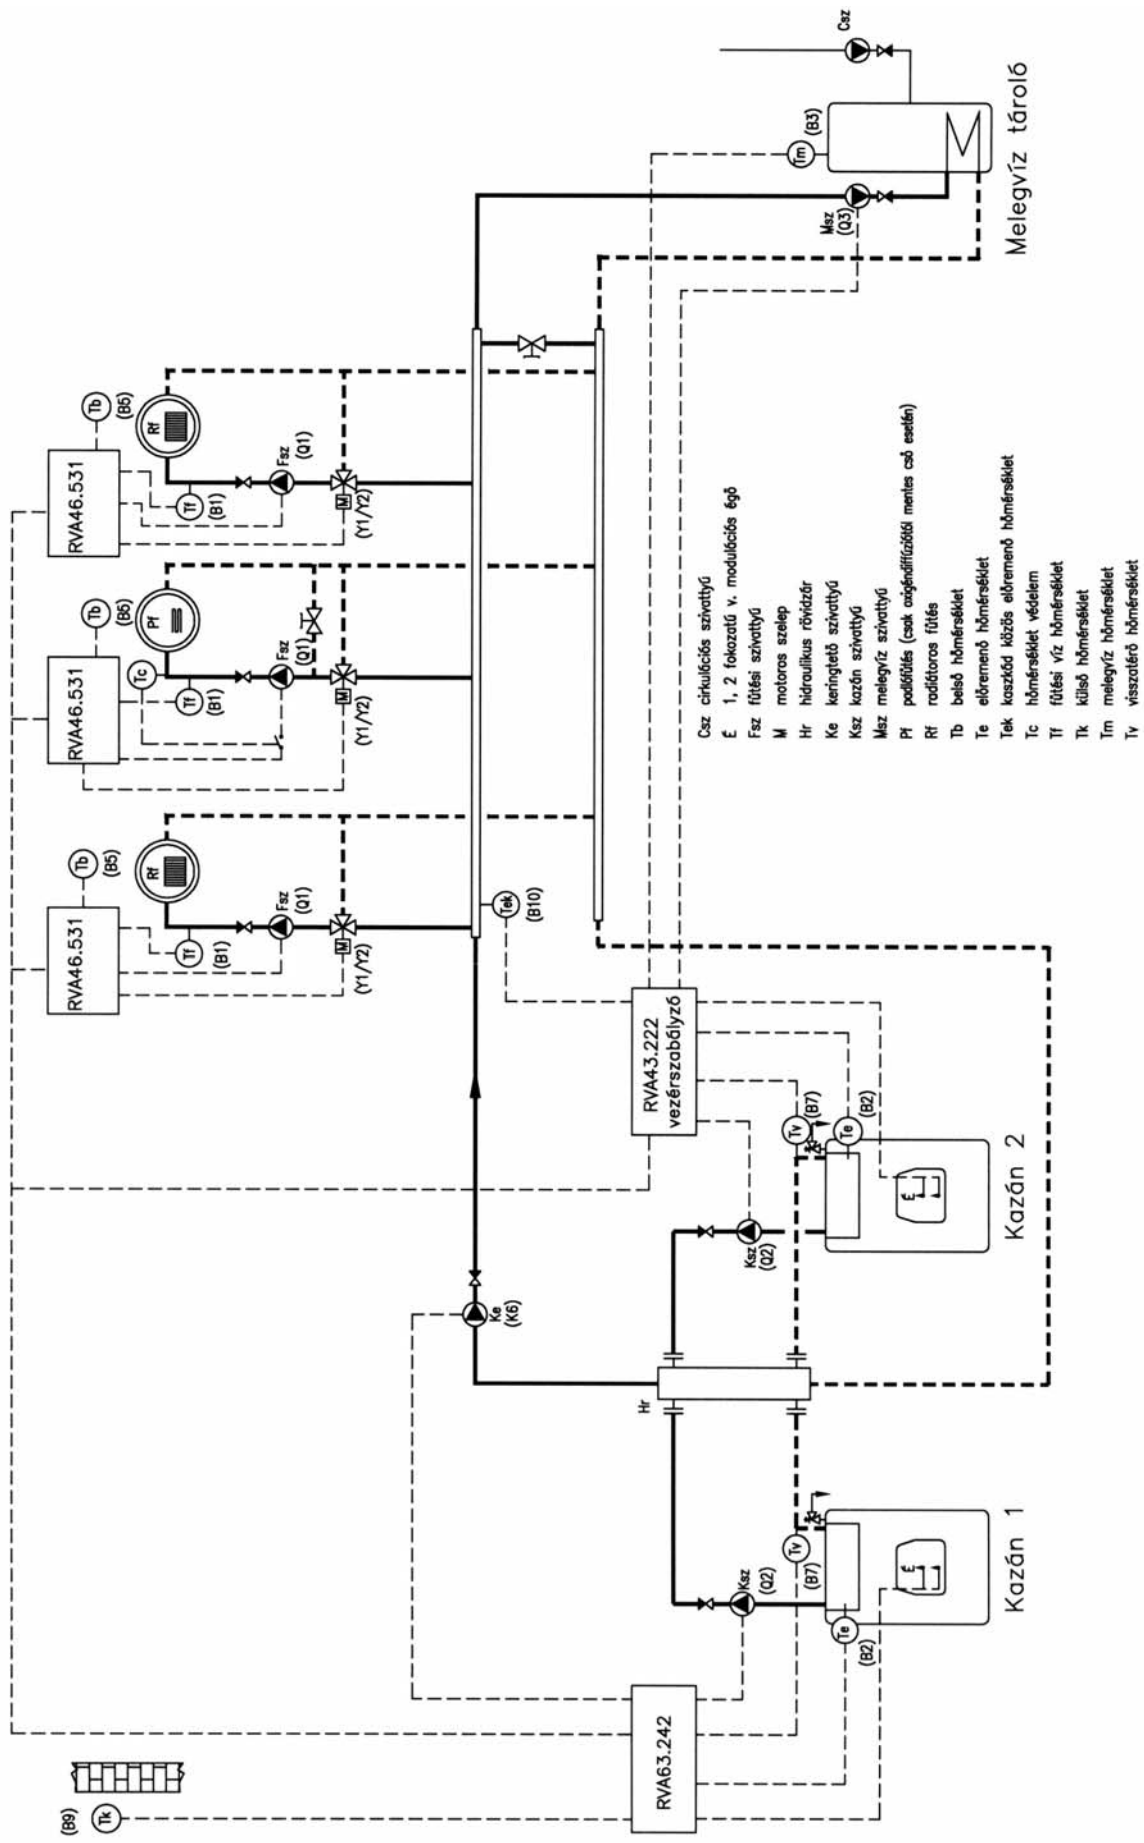 (B9)
Tk
RVA63.242
RVA46.531
Tb
(B5)
Rf
Tf
(B1)
Fsz
(Q1)
M
(Y1/Y2)
RVA46.531
Tb
(B5)
Pf
Tc
Tf
(B1)
Fsz
(Q1)
M
(Y1/Y2)
RVA46.531
Tb
(B5)
Rf
Tf
(B1)
Fsz
(Q1)
M
(Y1/Y2)
Ke
(K6)
Tek
(B10)
Hr
RVA43.222
vezérszabályzó
Ksz
(Q2)
Tv
(B7)
Te
(B2)
É
Kazán 1
Ksz
(Q2)
Tv
(B7)
Te
(B2)
É
Kazán 2
Msz
(Q3)
Tm
(B3)
Csz
Melegvíz tároló
Csz cirkulációs szivattyú
É 1, 2 fokozatú v. modulációs égő
Fsz fűtési szivattyú
M motoros szelep
Hr hidraulikus rövidzár
Ke keringtető szivattyú
Ksz kazán szivattyú
Msz melegvíz szivattyú
Pf padlófűtés (csak oxigéndiffúziótól mentes cső esetén)
Rf radiátoros fűtés
Tb belső hőmérséklet
Te előremenő hőmérséklet
Tek kaszkád közös előremenő hőmérséklet
Tc hőmérséklet védelem
Tf fűtési víz hőmérséklet
Tk külső hőmérséklet
Tm melegvíz hőmérséklet
Tv visszatérő hőmérséklet